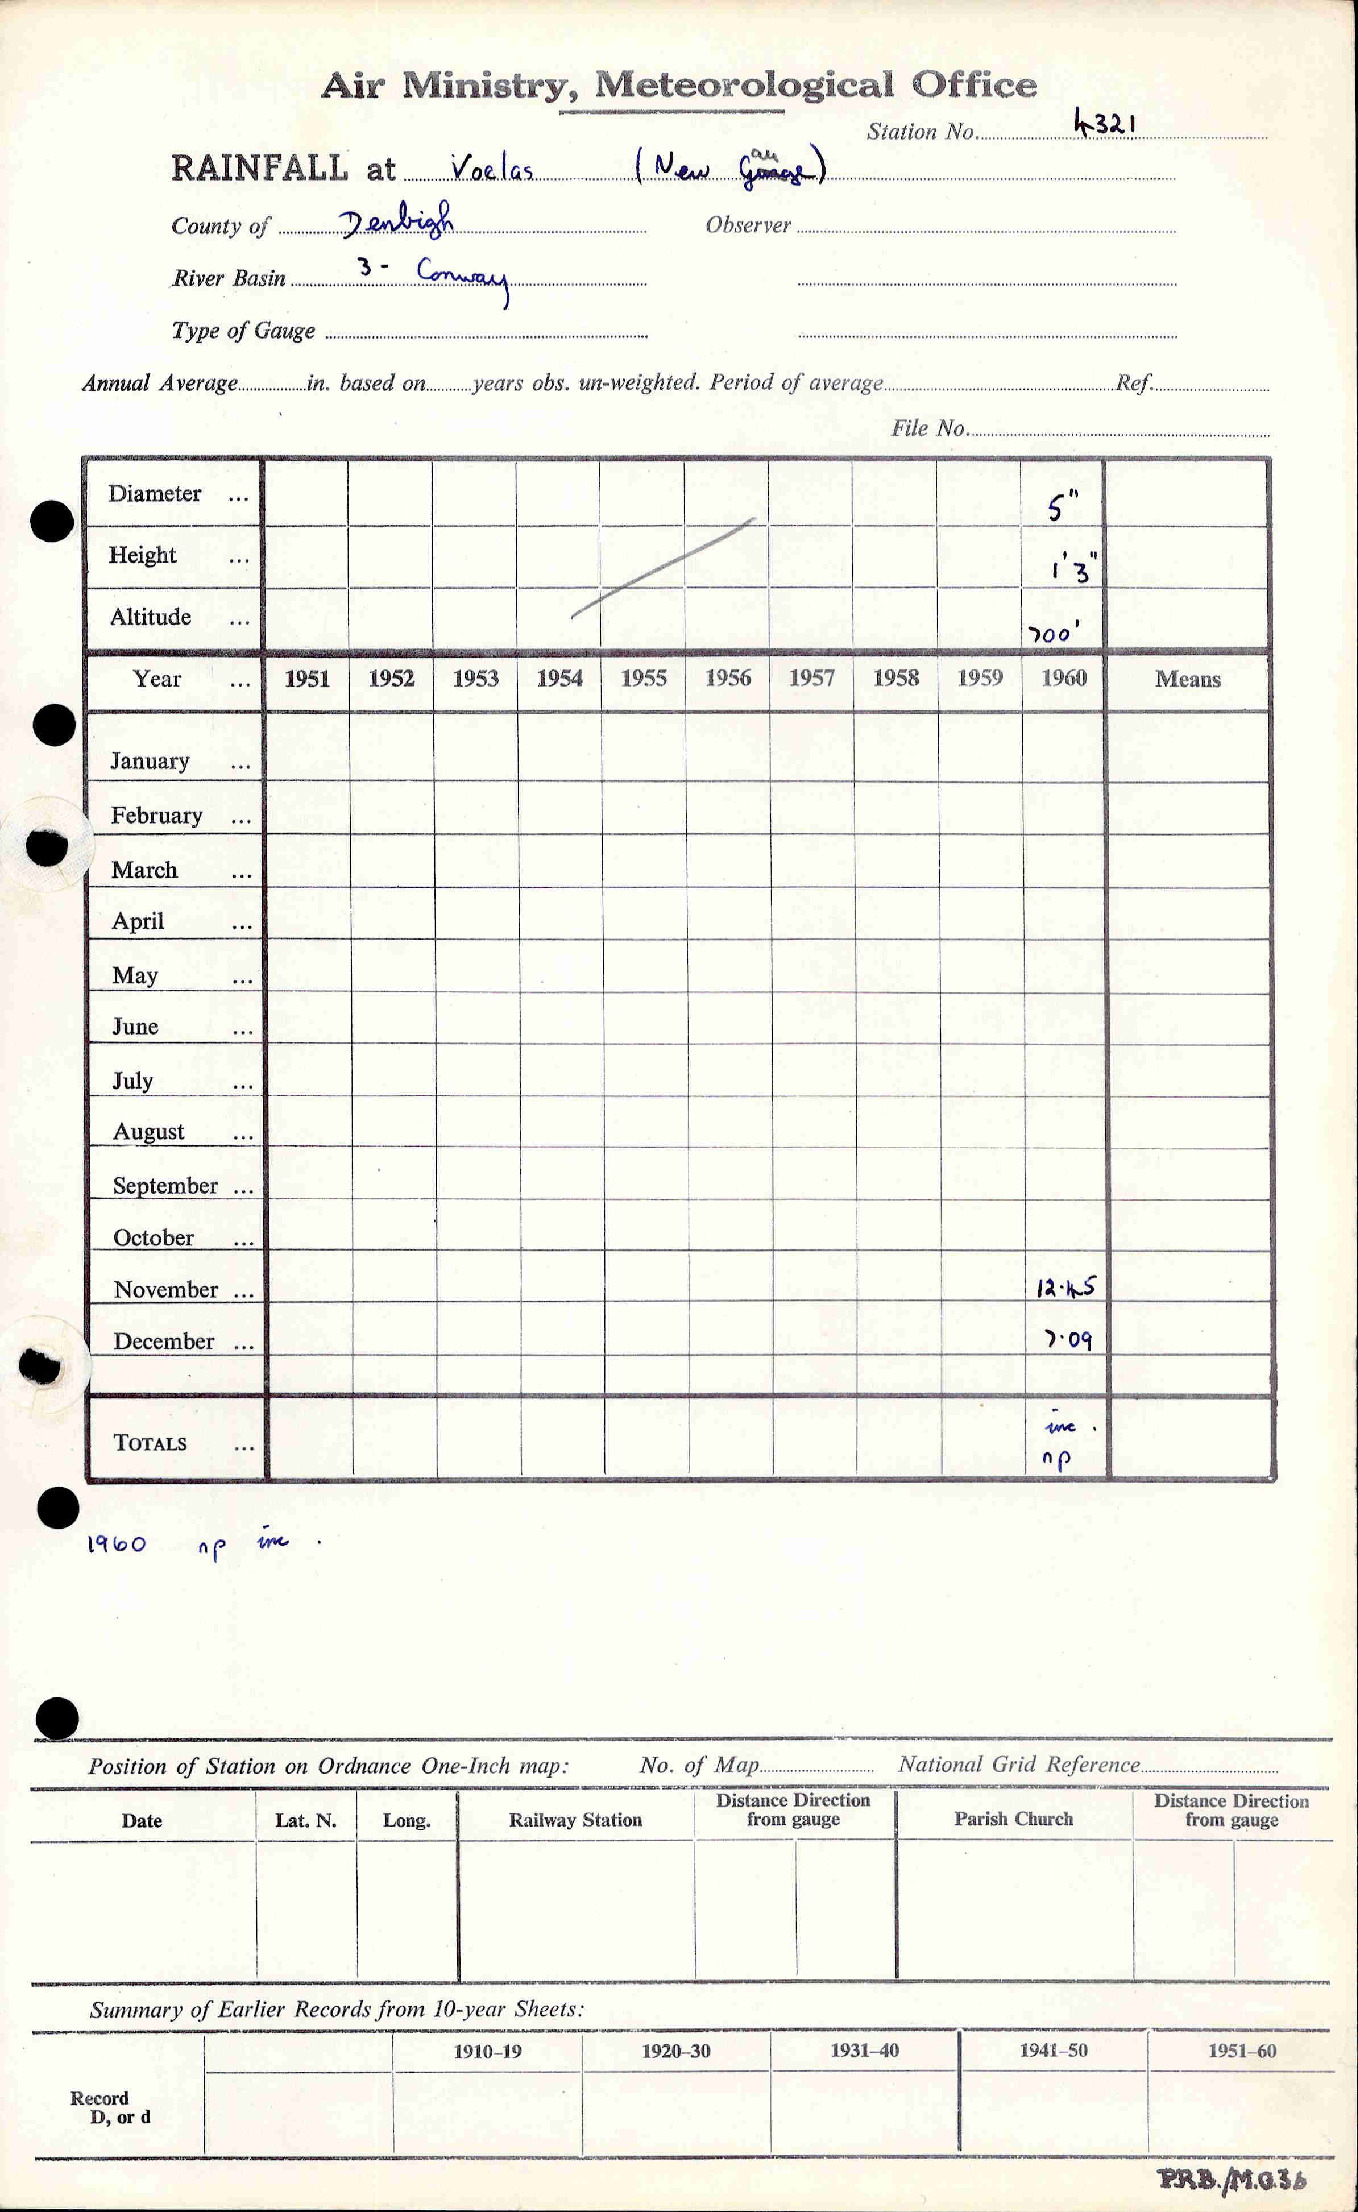 Air Ministry, Meteorological Office
Station No. 4321
RAINFALL at Voelas (New Gauge)
au
County of Denbigh Observer
River Basin 3 - Conway
Type of Gauge
Annual Average in. based on years obs. un-weighted. Period of average Ref.
File No.
Diameter ... 5"
Height ... 1'3"
Altitude ... 700'
Year ... 1951 1952 1953 1954 1955 1956 1957 1958 1959 1960 Means
January ...
February ...
March ...
April ...
May ...
June ...
July ...
August ...
September ...
October ...
November ... 12·45
December ... 7·09
TOTALS ... inc.
np
1960 np inc.
Position of Station on Ordnance One-Inch map: No. of Map National Grid Reference
Date Lat. N. Long. Railway Station Distance Direction from gauge Parish Church Distance Direction from gauge
Summary of Earlier Records from 10-year Sheets:
1910–19 1920–30 1931–40 1941–50 1951–60
Record
D, or d
P.R.B./M.O.36